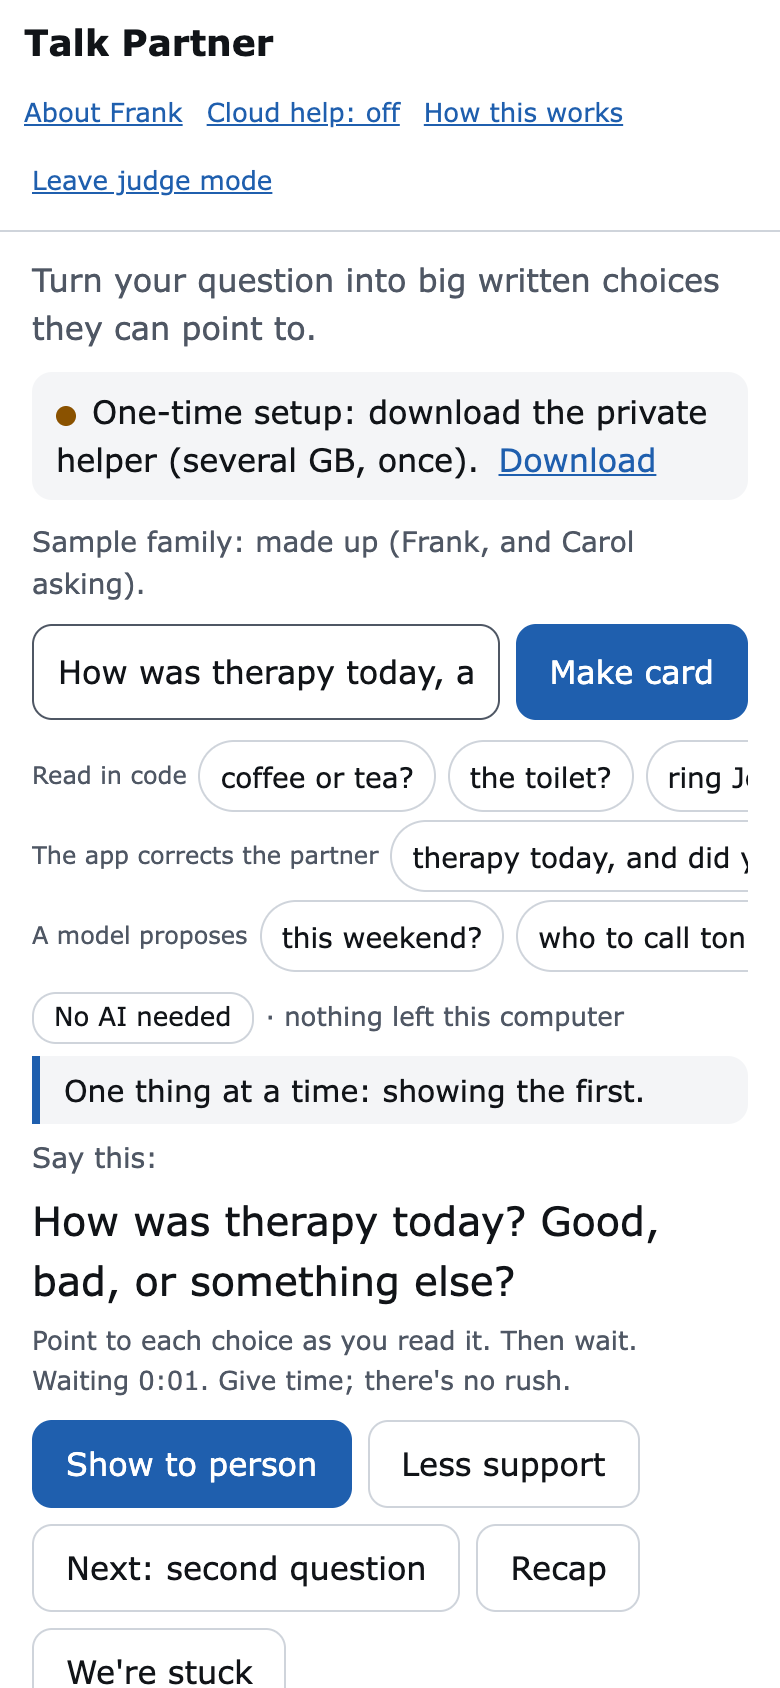 Talk Partner
About Frank Cloud help: off How this works
Leave judge mode
Turn your question into big written choices
they can point to.
One-time setup: download the private
helper (several GB, once). Download
Sample family: made up (Frank, and Carol
asking).
How was therapy today, a Make card
Read in code coffee or tea? the toilet? ring
The app corrects the partner therapy today, and did
A model proposes this weekend? who to call ton
No AI needed · nothing left this computer
One thing at a time: showing the first.
Say this:
How was therapy today? Good,
bad, or something else?
Point to each choice as you read it. Then wait.
Waiting 0:01. Give time; there's no rush.
Show to person Less support
Next: second question Recap
We're stuck